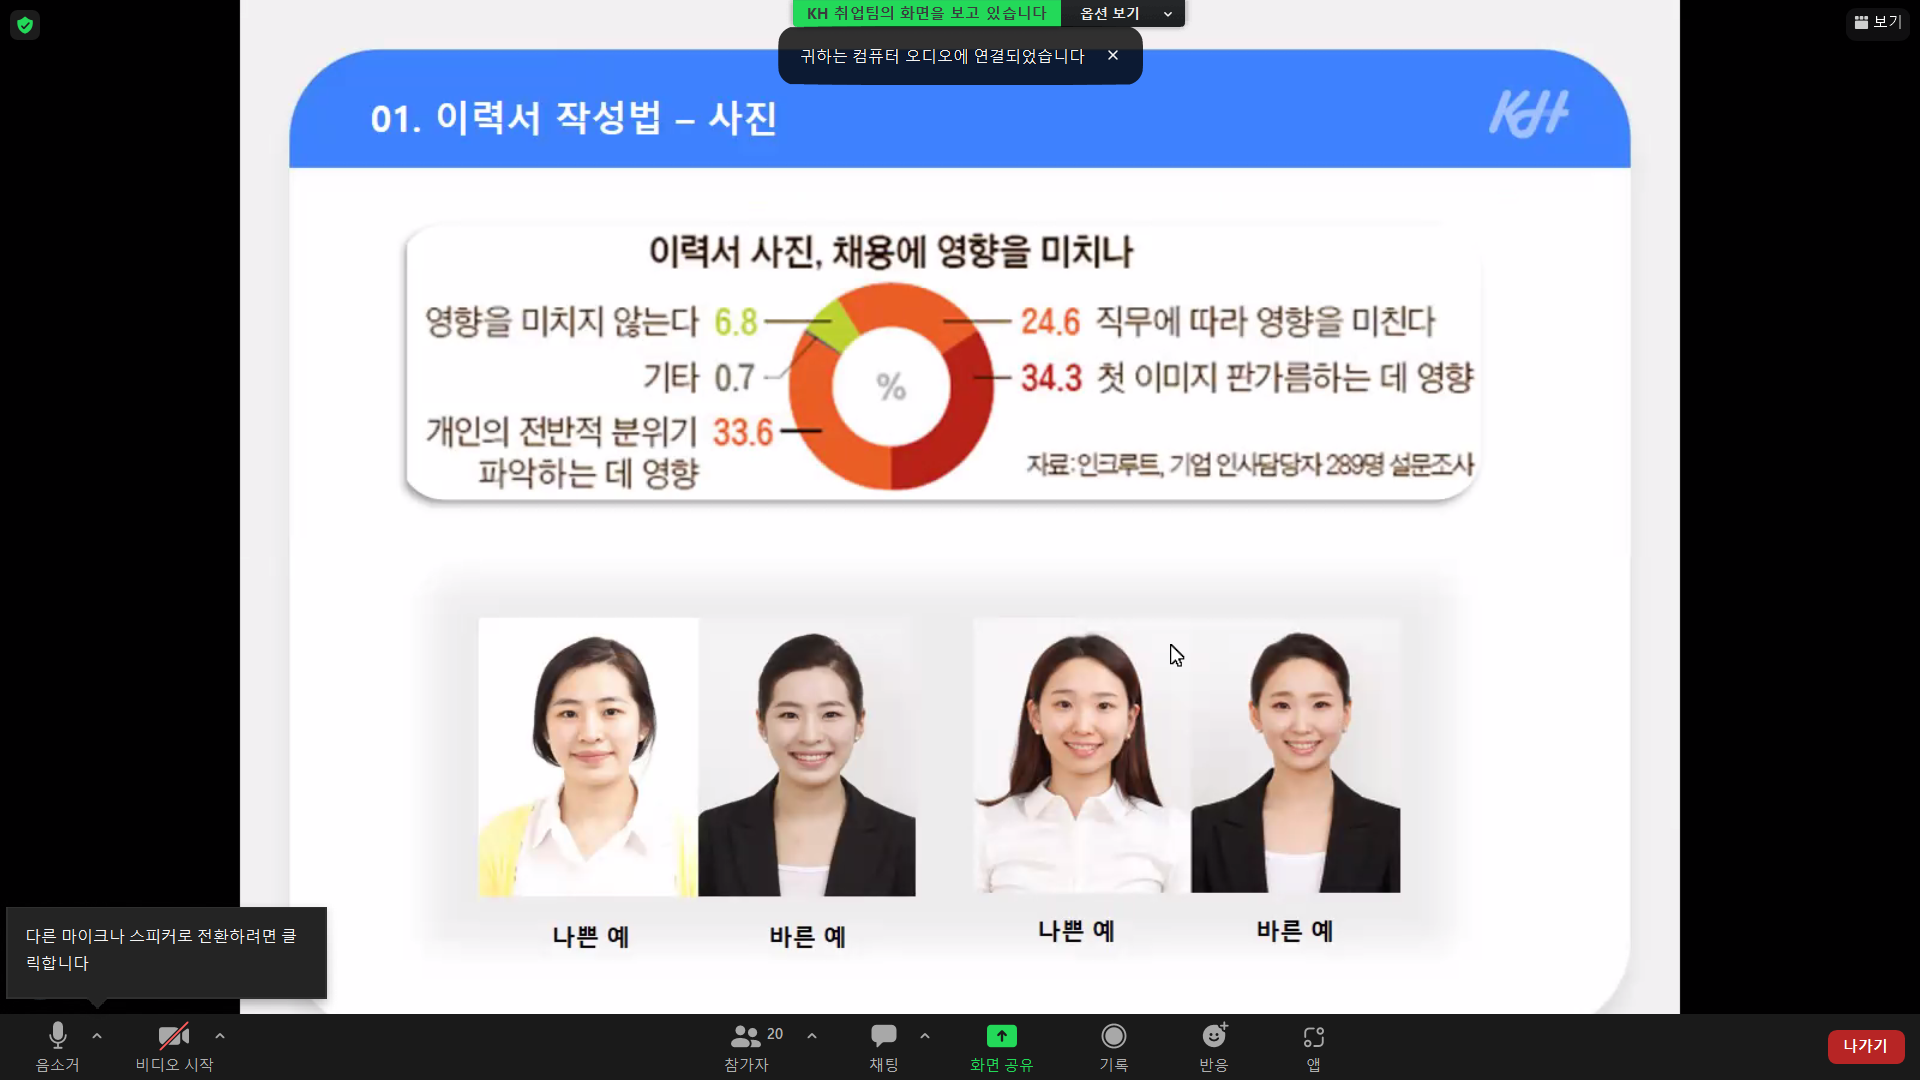 KH 취업팀의 화면을 보고 있습니다
옵션 보기
보기
귀하는 컴퓨터 오디오에 연결되었습니다
01. 이력서 작성법 – 사진
KH
이력서 사진, 채용에 영향을 미치나
영향을 미치지 않는다 6.8
24.6 직무에 따라 영향을 미친다
기타 0.7
%
34.3 첫 이미지 판가름하는 데 영향
개인의 전반적 분위기 33.6
파악하는 데 영향
자료:인크루트, 기업 인사담당자 289명 설문조사
나쁜 예
바른 예
나쁜 예
바른 예
다른 마이크나 스피커로 전환하려면 클
릭합니다
음소거
비디오 시작
20
참가자
채팅
화면 공유
기록
반응
앱
나가기